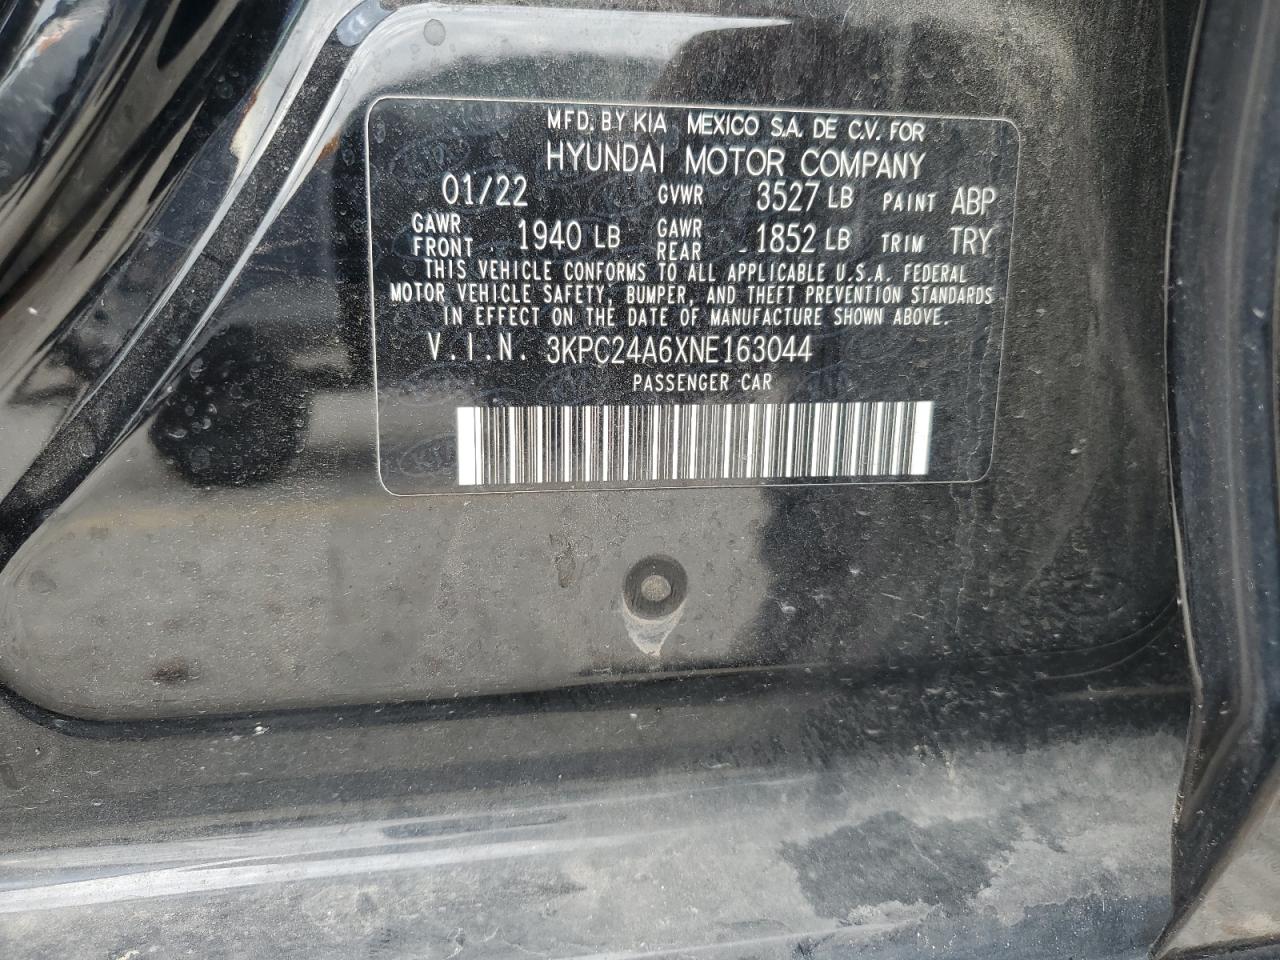 MFD. BY KIA MEXICO S.A. DE C.V. FOR
HYUNDAI MOTOR COMPANY
01/22 GVWR 3527 LB PAINT ABP
GAWR FRONT 1940 LB GAWR REAR 1852 LB TRIM TRY
THIS VEHICLE CONFORMS TO ALL APPLICABLE U.S.A. FEDERAL
MOTOR VEHICLE SAFETY, BUMPER, AND THEFT PREVENTION STANDARDS
IN EFFECT ON THE DATE OF MANUFACTURE SHOWN ABOVE.
V.I.N. 3KPC24A6XNE163044
PASSENGER CAR